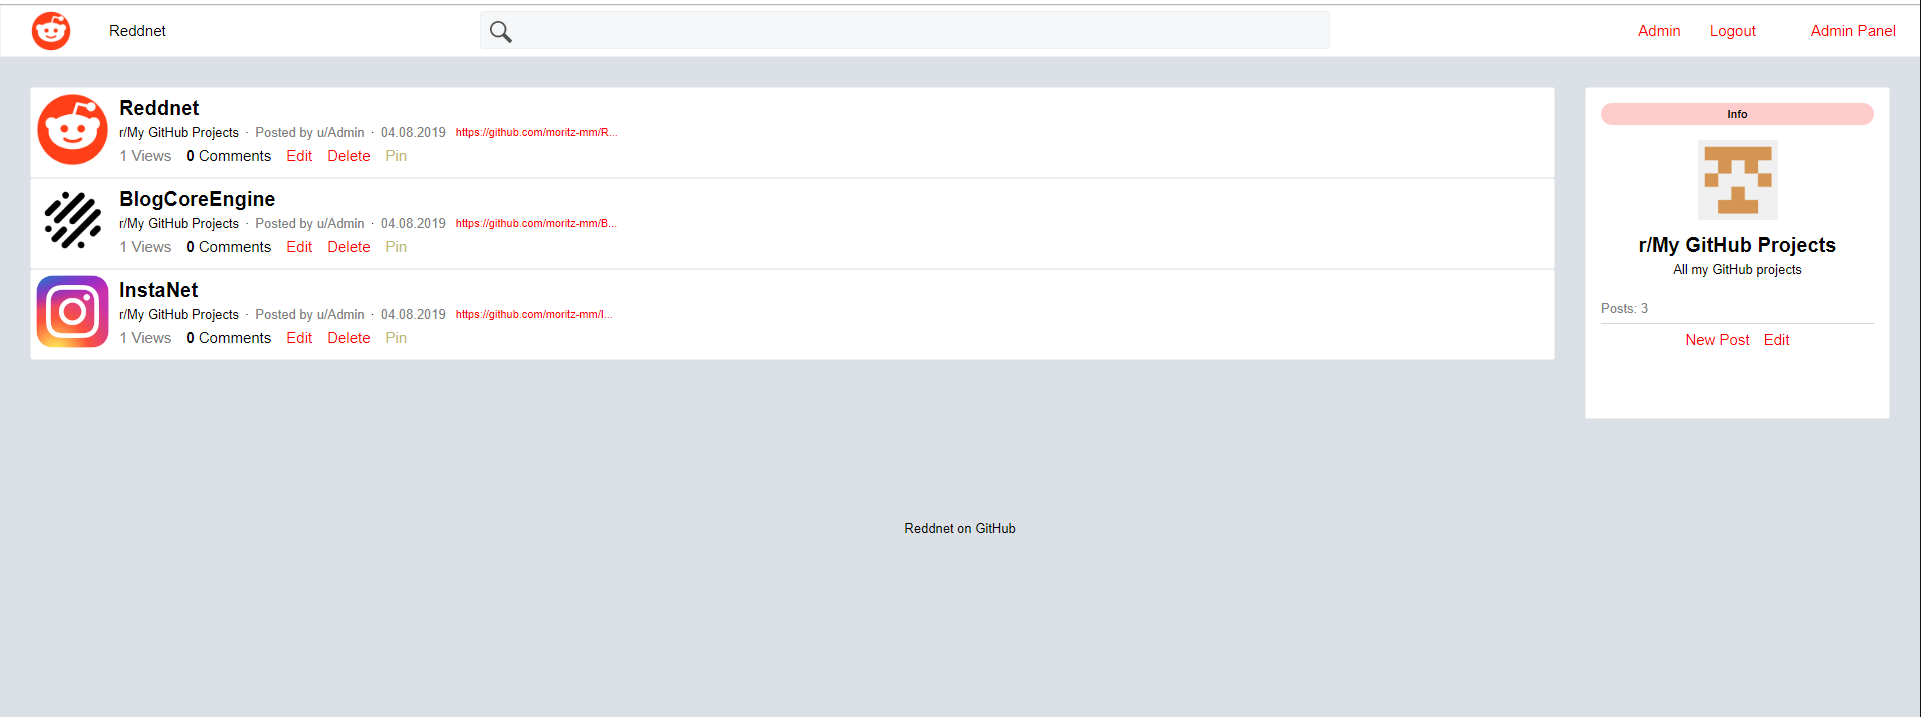 Reddnet
Admin Logout Admin Panel
Reddnet
r/My GitHub Projects · Posted by u/Admin · 04.08.2019 https://github.com/moritz-mm/R...
1 Views 0 Comments Edit Delete Pin
BlogCoreEngine
r/My GitHub Projects · Posted by u/Admin · 04.08.2019 https://github.com/moritz-mm/B...
1 Views 0 Comments Edit Delete Pin
InstaNet
r/My GitHub Projects · Posted by u/Admin · 04.08.2019 https://github.com/moritz-mm/I...
1 Views 0 Comments Edit Delete Pin
Info
r/My GitHub Projects
All my GitHub projects
Posts: 3
New Post Edit
Reddnet on GitHub